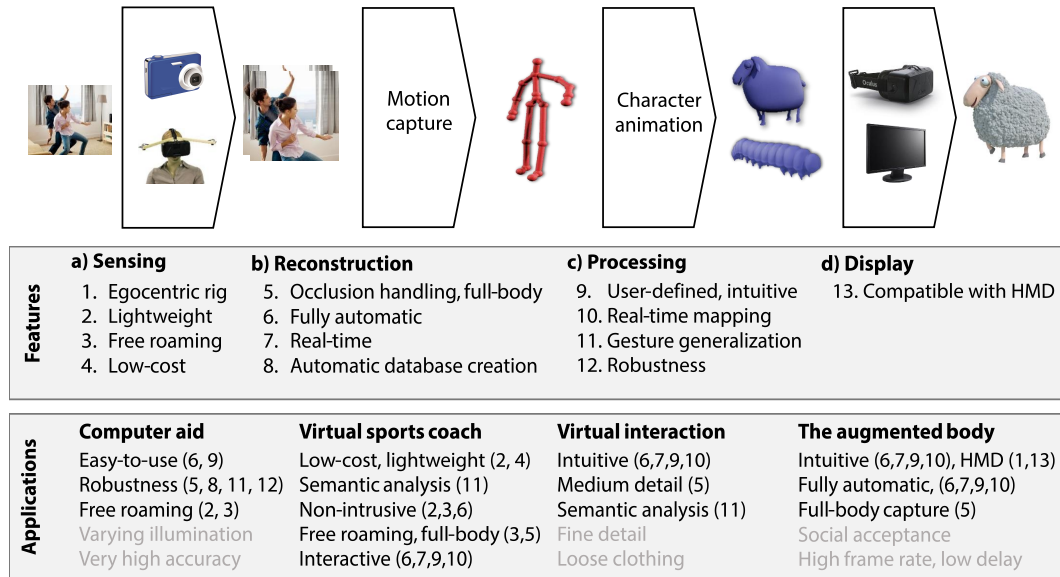 Motion
capture
Character
animation
oculus
Features
a) Sensing
1. Egocentric rig
2. Lightweight
3. Free roaming
4. Low-cost
b) Reconstruction
5. Occlusion handling, full-body
6. Fully automatic
7. Real-time
8. Automatic database creation
c) Processing
9. User-defined, intuitive
10. Real-time mapping
11. Gesture generalization
12. Robustness
d) Display
13. Compatible with HMD
Applications
Computer aid
Easy-to-use (6, 9)
Robustness (5, 8, 11, 12)
Free roaming (2, 3)
Varying illumination
Very high accuracy
Virtual sports coach
Low-cost, lightweight (2, 4)
Semantic analysis (11)
Non-intrusive (2,3,6)
Free roaming, full-body (3,5)
Interactive (6,7,9,10)
Virtual interaction
Intuitive (6,7,9,10)
Medium detail (5)
Semantic analysis (11)
Fine detail
Loose clothing
The augmented body
Intuitive (6,7,9,10), HMD (1,13)
Fully automatic, (6,7,9,10)
Full-body capture (5)
Social acceptance
High frame rate, low delay